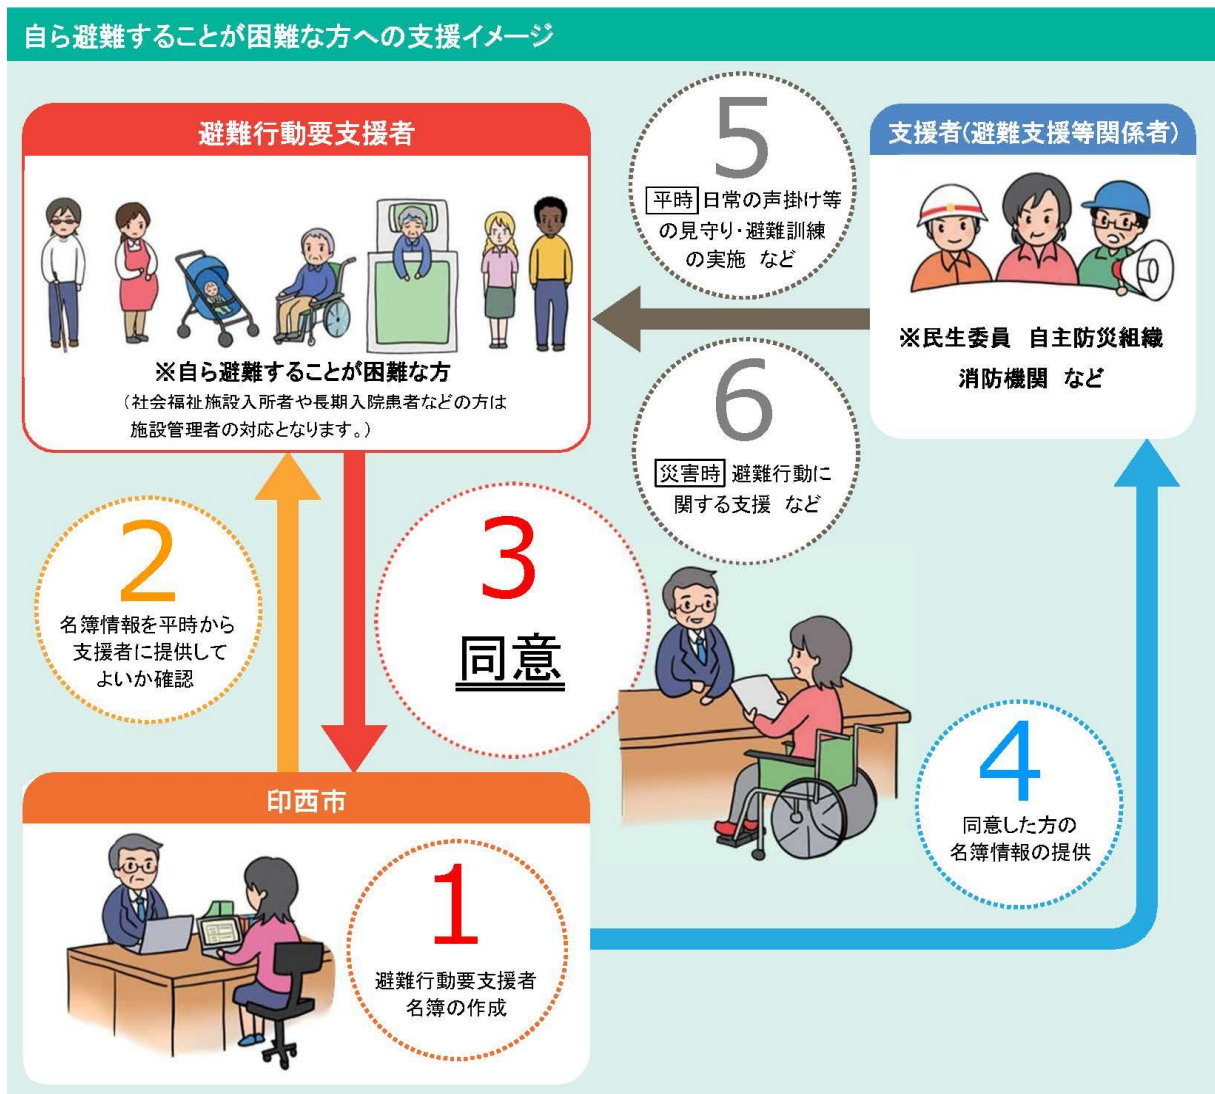 自ら避難することが困難な方への支援イメージ
避難行動要支援者
※自ら避難することが困難な方
（社会福祉施設入所者や長期入院患者などの方は
施設管理者の対応となります。）
5
平時 日常の声掛け等
の見守り・避難訓練
の実施 など
支援者（避難支援等関係者）
※民生委員 自主防災組織
消防機関 など
6
災害時 避難行動に
関する支援 など
2
名簿情報を平時から
支援者に提供して
よいか確認
3
同意
4
同意した方の
名簿情報の提供
印西市
1
避難行動要支援者
名簿の作成